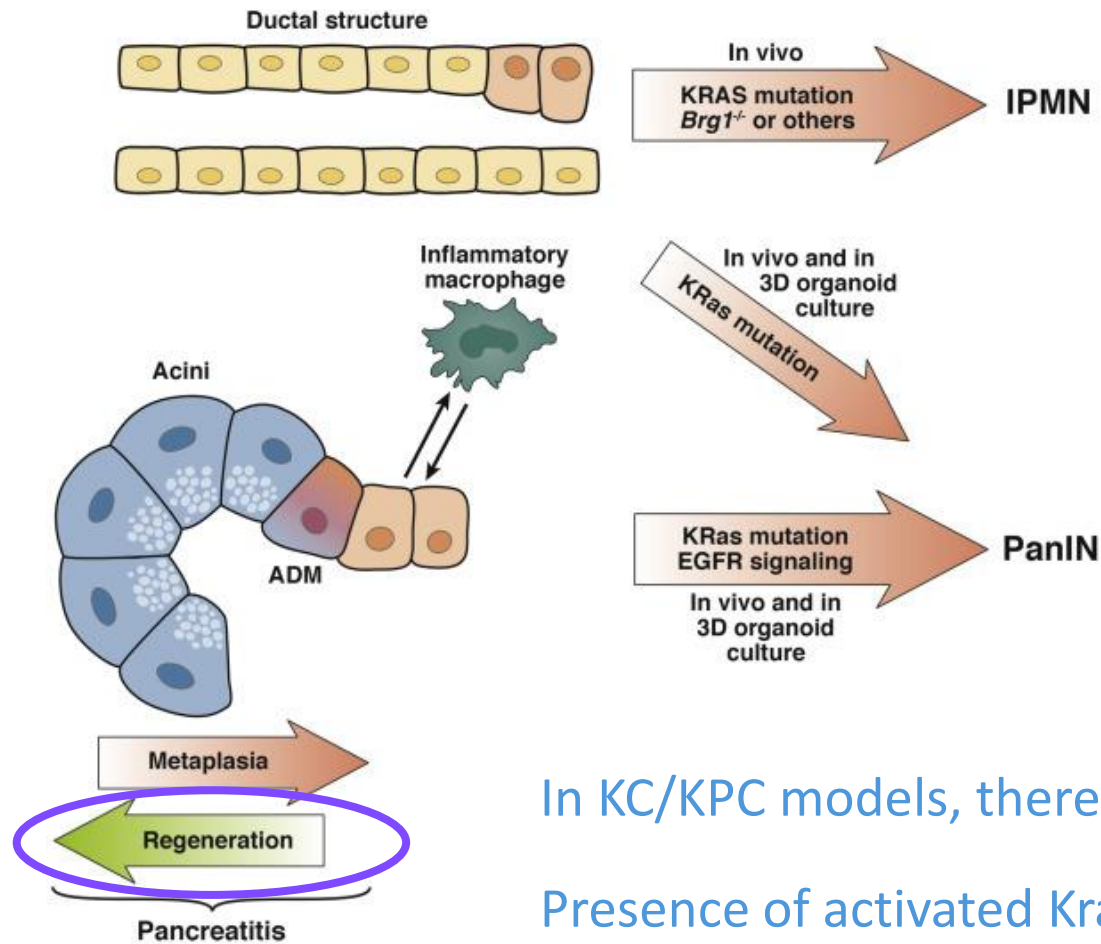 Ductal structure
In vivo
KRAS mutation
Brg1-/- or others
IPMN
Inflammatory
macrophage
In vivo and in
3D organoid
culture
KRas mutation
Acini
ADM
KRas mutation
EGFR signaling
PanIN
In vivo and in
3D organoid
culture
Metaplasia
Regeneration
Pancreatitis
In KC/KPC models, there
Presence of activated Kra